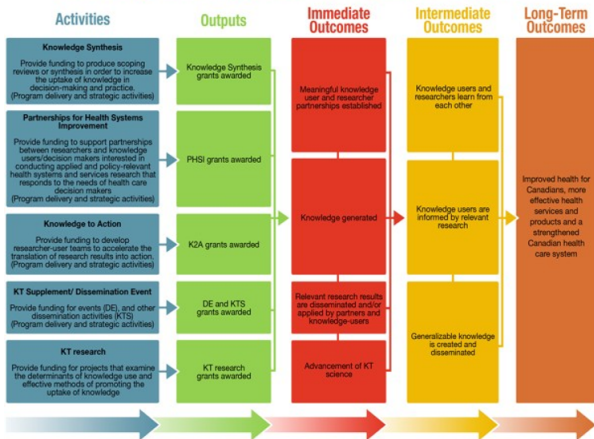 Activities
Outputs
Immediate
Outcomes
Intermediate
Outcomes
Long-Term
Outcomes
Knowledge Synthesis
Provide funding to produce scoping
reviews or synthesis in order to increase
the uptake of knowledge in
decision-making and practice.
(Program delivery and strategic activities)
Partnerships for Health Systems
Improvement
Provide funding to support partnerships
between researchers and knowledge
users/decision makers interested in
conducting applied and policy-relevant
health systems and services research that
responds to the needs of health care
decision makers
(Program delivery and strategic activities)
Knowledge to Action
Provide funding to develop
researcher-user teams to accelerate the
translation of research results into action.
(Program delivery and strategic activities)
KT Supplement/ Dissemination Event
Provide funding for events (DE), and other
dissemination activities (KTS)
(Program delivery and strategic activities)
KT research
Provide funding for projects that examine
the determinants of knowledge use and
effective methods of promoting the
uptake of knowledge
Knowledge Synthesis
grants awarded
PHSI grants awarded
K2A grants awarded
DE and KTS
grants awarded
KT research
grants awarded
Meaningful knowledge
user and researcher
partnerships established
Knowledge generated
Relevant research results
are disseminated and/or
applied by partners and
knowledge-users
Advancement of KT
science
Knowledge users and
researchers learn from
each other
Knowledge users are
informed by relevant
research
Generalizable knowledge
is created and
disseminated
Improved health for
Canadians, more
effective health
services and
products and a
strengthened
Canadian health
care system